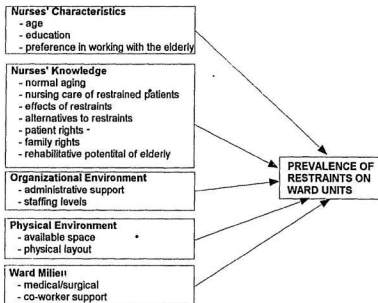 Nurses' Characteristics
- age
- education
- preference in working with the elderly
Nurses' Knowledge
- normal aging
- nursing care of restrained patients
- effects of restraints
- alternatives to restraints
- patient rights -
- family rights
- rehabilitative potentital of elderly
Organizational Environment
- administrative support
- staffing levels
Physical Environment
- available space
- physical layout
Ward Milieu
- medical/surgical
- co-worker support
PREVALENCE OF
RESTRAINTS ON
WARD UNITS